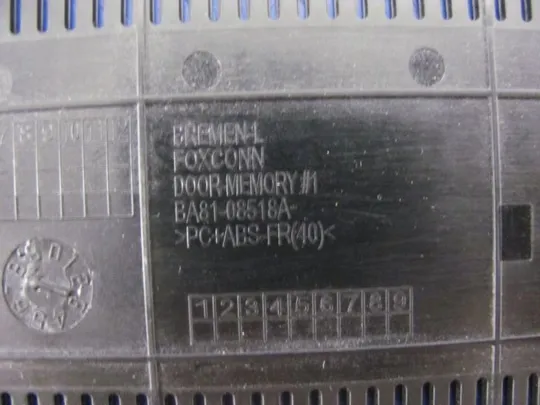 BREMEN-L
FOXCONN
DOOR-MEMORY #1
BA81-08518A
>PC+ABS-FR(40)<
1 2 3 4 5 6 7 8 9